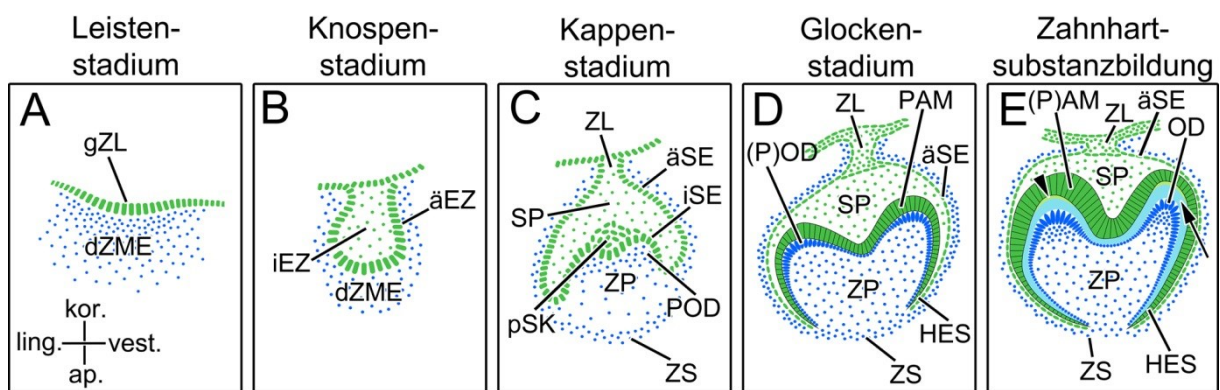 Leisten-
stadium
Knospen-
stadium
Kappen-
stadium
Glocken-
stadium
Zahnhart-
substanzbildung
A
gZL
dZME
kor.
ling.
vest.
ap.
B
äEZ
iEZ
dZME
C
ZL
äSE
SP
iSE
ZP
pSK
POD
ZS
D
ZL
PAM
(P)OD
äSE
SP
ZP
HES
ZS
E
(P)AM
ZL
äSE
OD
SP
ZP
HES
ZS